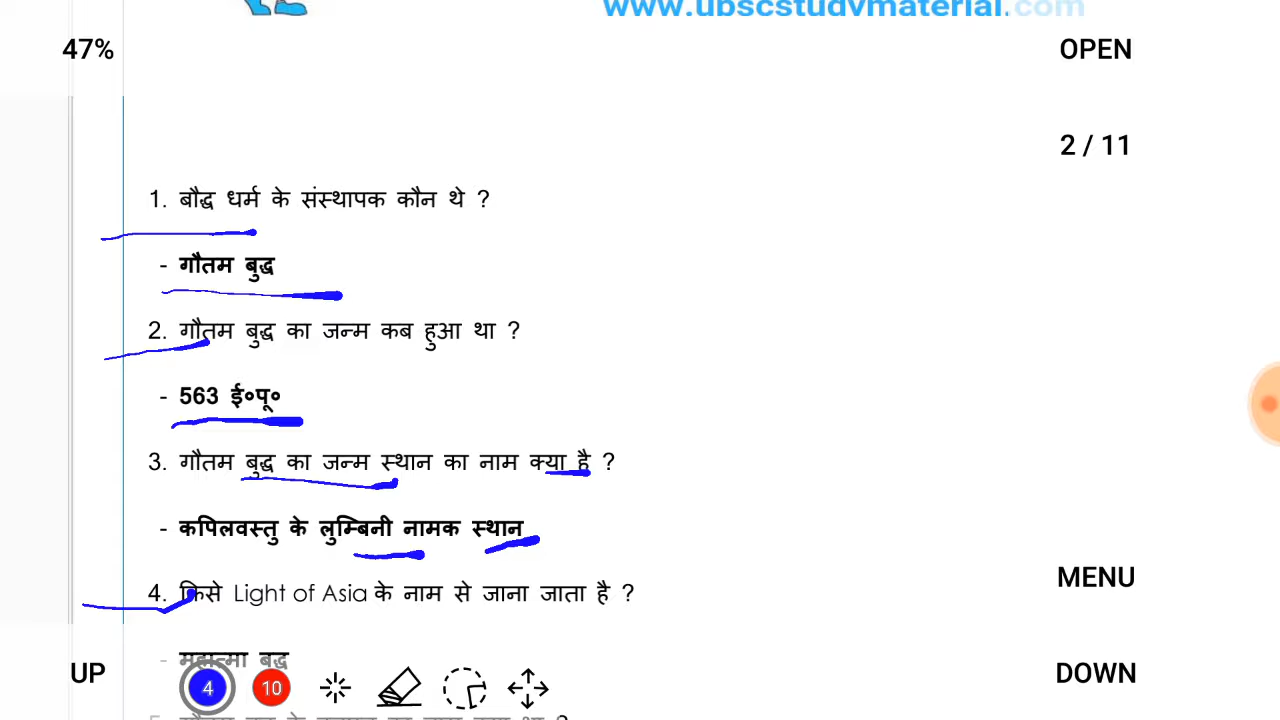 www.upscstudymaterial.com
47%
OPEN
2 / 11
1. बौद्ध धर्म के संस्थापक कौन थे ?
- गौतम बुद्ध
2. गौतम बुद्ध का जन्म कब हुआ था ?
- 563 ई०पू०
3. गौतम बुद्ध का जन्म स्थान का नाम क्या है ?
- कपिलवस्तु के लुम्बिनी नामक स्थान
MENU
4. किसे Light of Asia के नाम से जाना जाता है ?
- महात्मा बुद्ध
UP
4
10
DOWN
5.